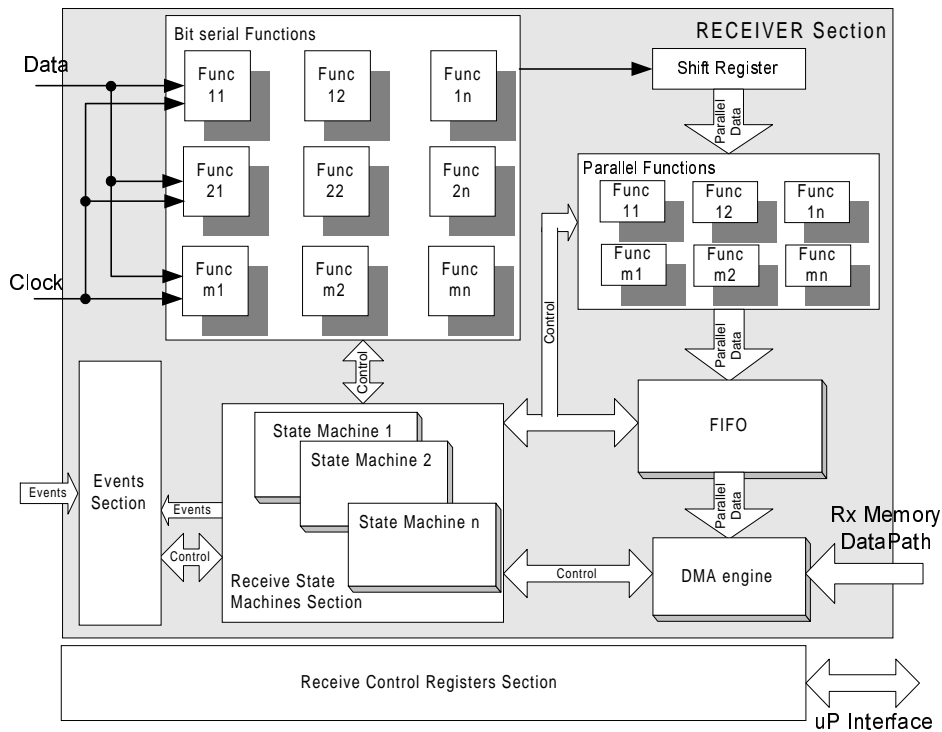 RECEIVER Section
Bit serial Functions
Data
Func
11
Func
12
Func
1n
Shift Register
Parallel
Data
Func
21
Func
22
Func
2n
Parallel Functions
Func
11
Func
12
Func
1n
Func
m1
Func
m2
Func
mn
Clock
Func
m1
Func
m2
Func
mn
Control
Parallel
Data
Control
State Machine 1
State Machine 2
State Machine n
FIFO
Events
Events
Section
Events
Control
Receive State
Machines Section
Control
Parallel
Data
DMA engine
Rx Memory
DataPath
Receive Control Registers Section
uP Interface